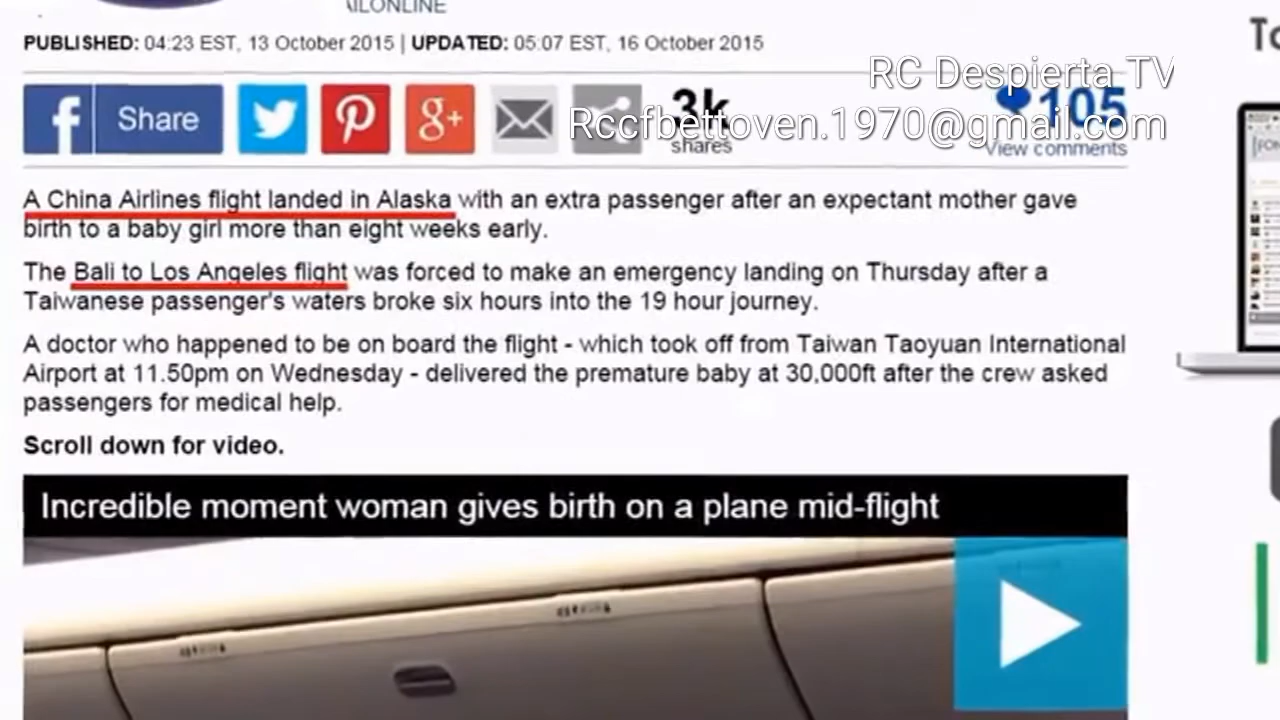 PUBLISHED: 04:23 EST, 13 October 2015 | UPDATED: 05:07 EST, 16 October 2015
RC Despierta TV
Share
3k
105
Rccfbettoven.1970@gmail.com
shares
View comments
A China Airlines flight landed in Alaska with an extra passenger after an expectant mother gave
birth to a baby girl more than eight weeks early.
The Bali to Los Angeles flight was forced to make an emergency landing on Thursday after a
Taiwanese passenger's waters broke six hours into the 19 hour journey.
A doctor who happened to be on board the flight - which took off from Taiwan Taoyuan International
Airport at 11.50pm on Wednesday - delivered the premature baby at 30,000ft after the crew asked
passengers for medical help.
Scroll down for video.
Incredible moment woman gives birth on a plane mid-flight